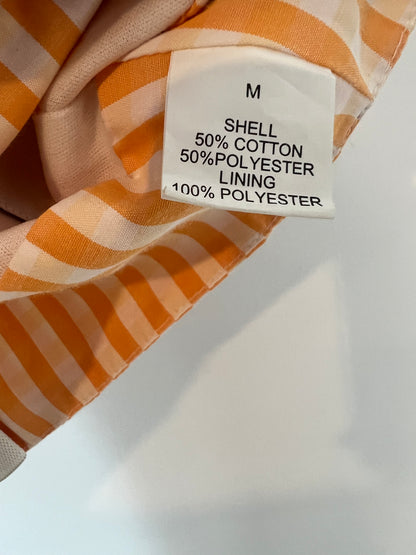 M
SHELL
50% COTTON
50%POLYESTER
LINING
100% POLYESTER